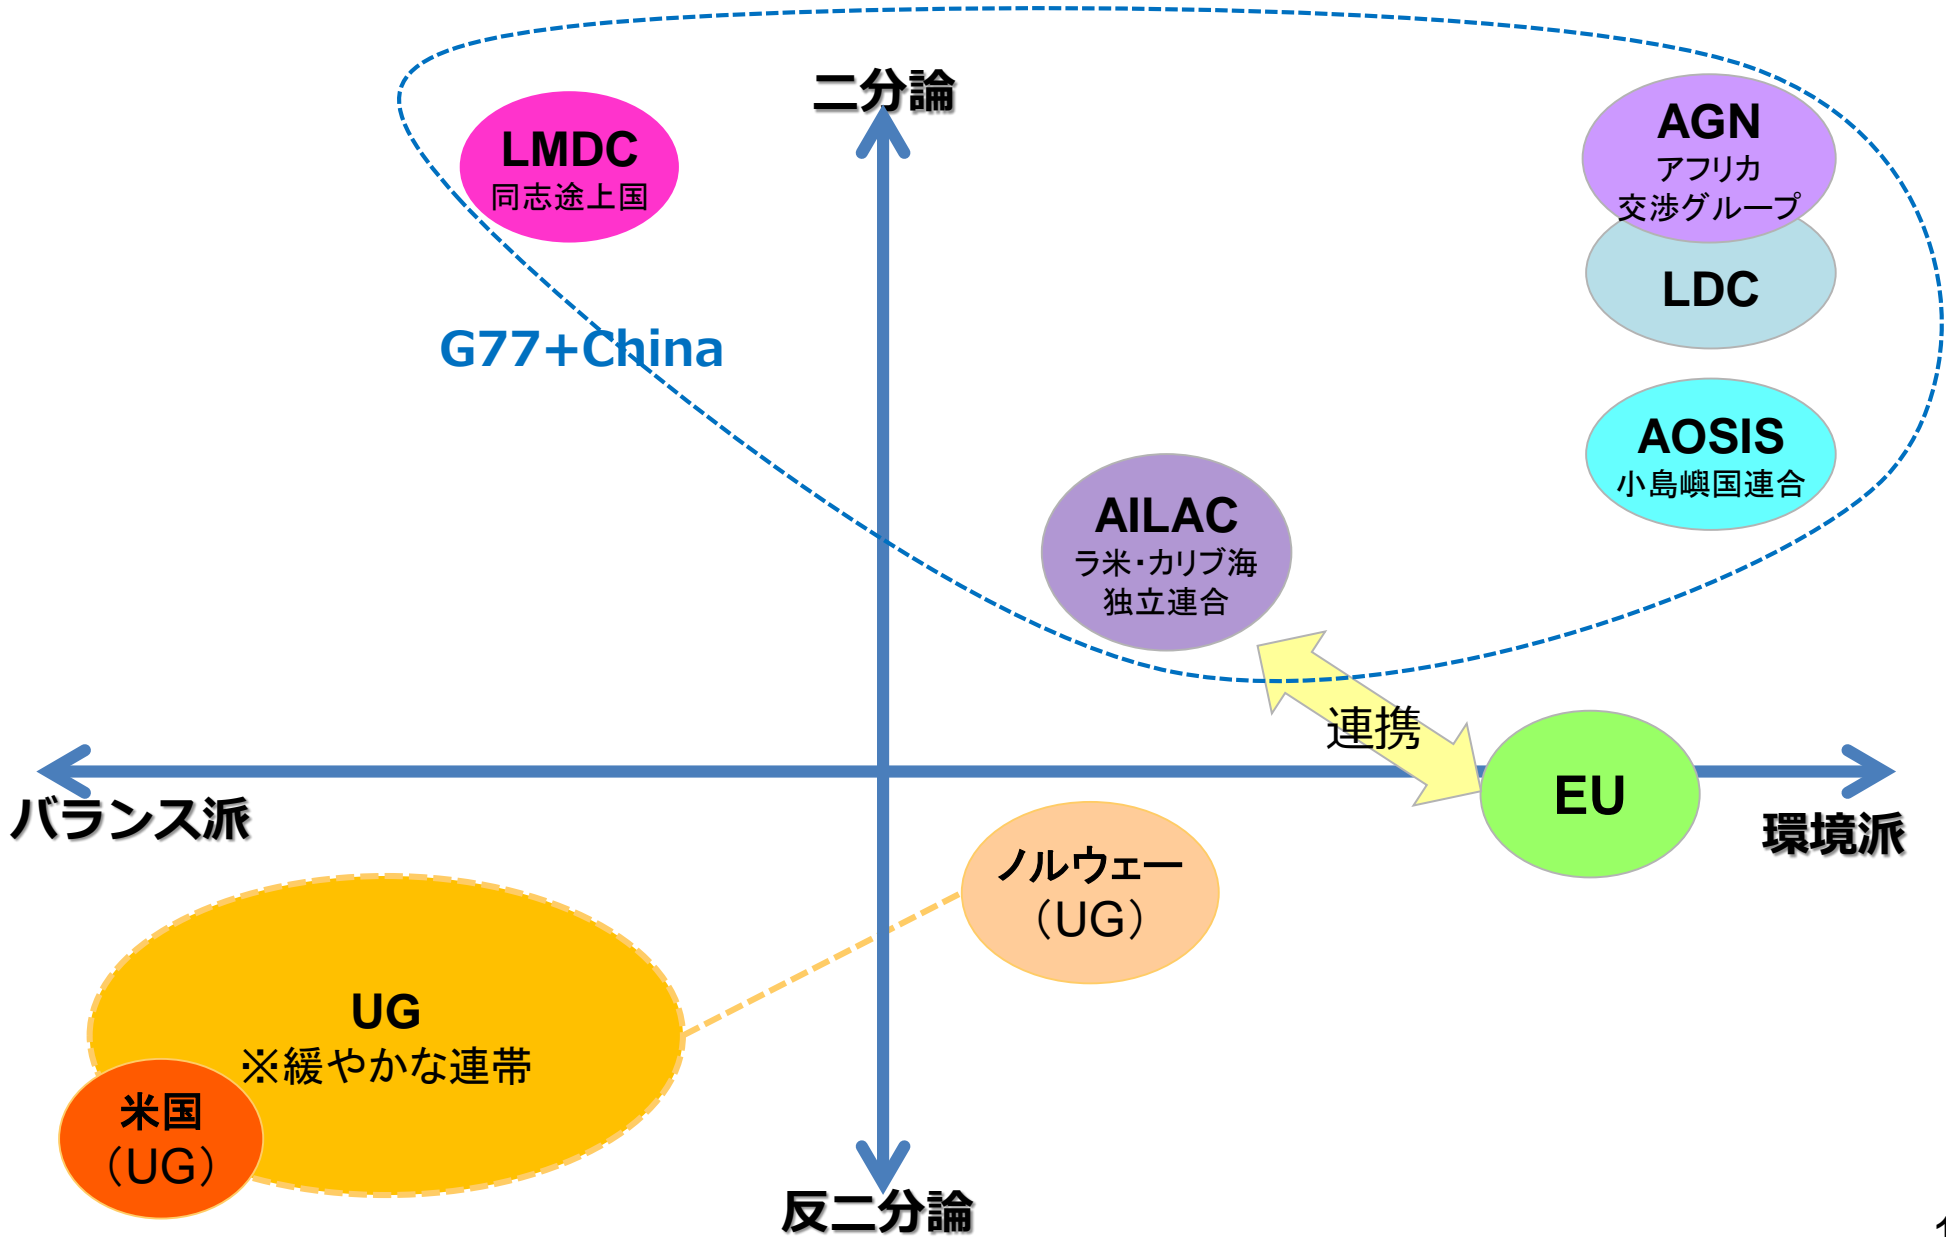 二分論
LMDC
同志途上国
AGN
アフリカ
交渉グループ
LDC
G77+China
AOSIS
小島嶼国連合
AILAC
ラ米・カリブ海
独立連合
連携
EU
バランス派
環境派
ノルウェー
（UG）
UG
※緩やかな連帯
米国
（UG）
反二分論